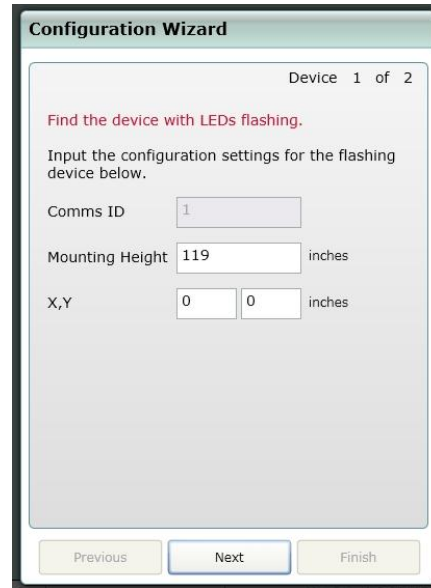 Configuration Wizard
Device 1 of 2
Find the device with LEDs flashing.
Input the configuration settings for the flashing
device below.
Comms ID 1
Mounting Height 119 inches
X,Y 0 0 inches
Previous Next Finish